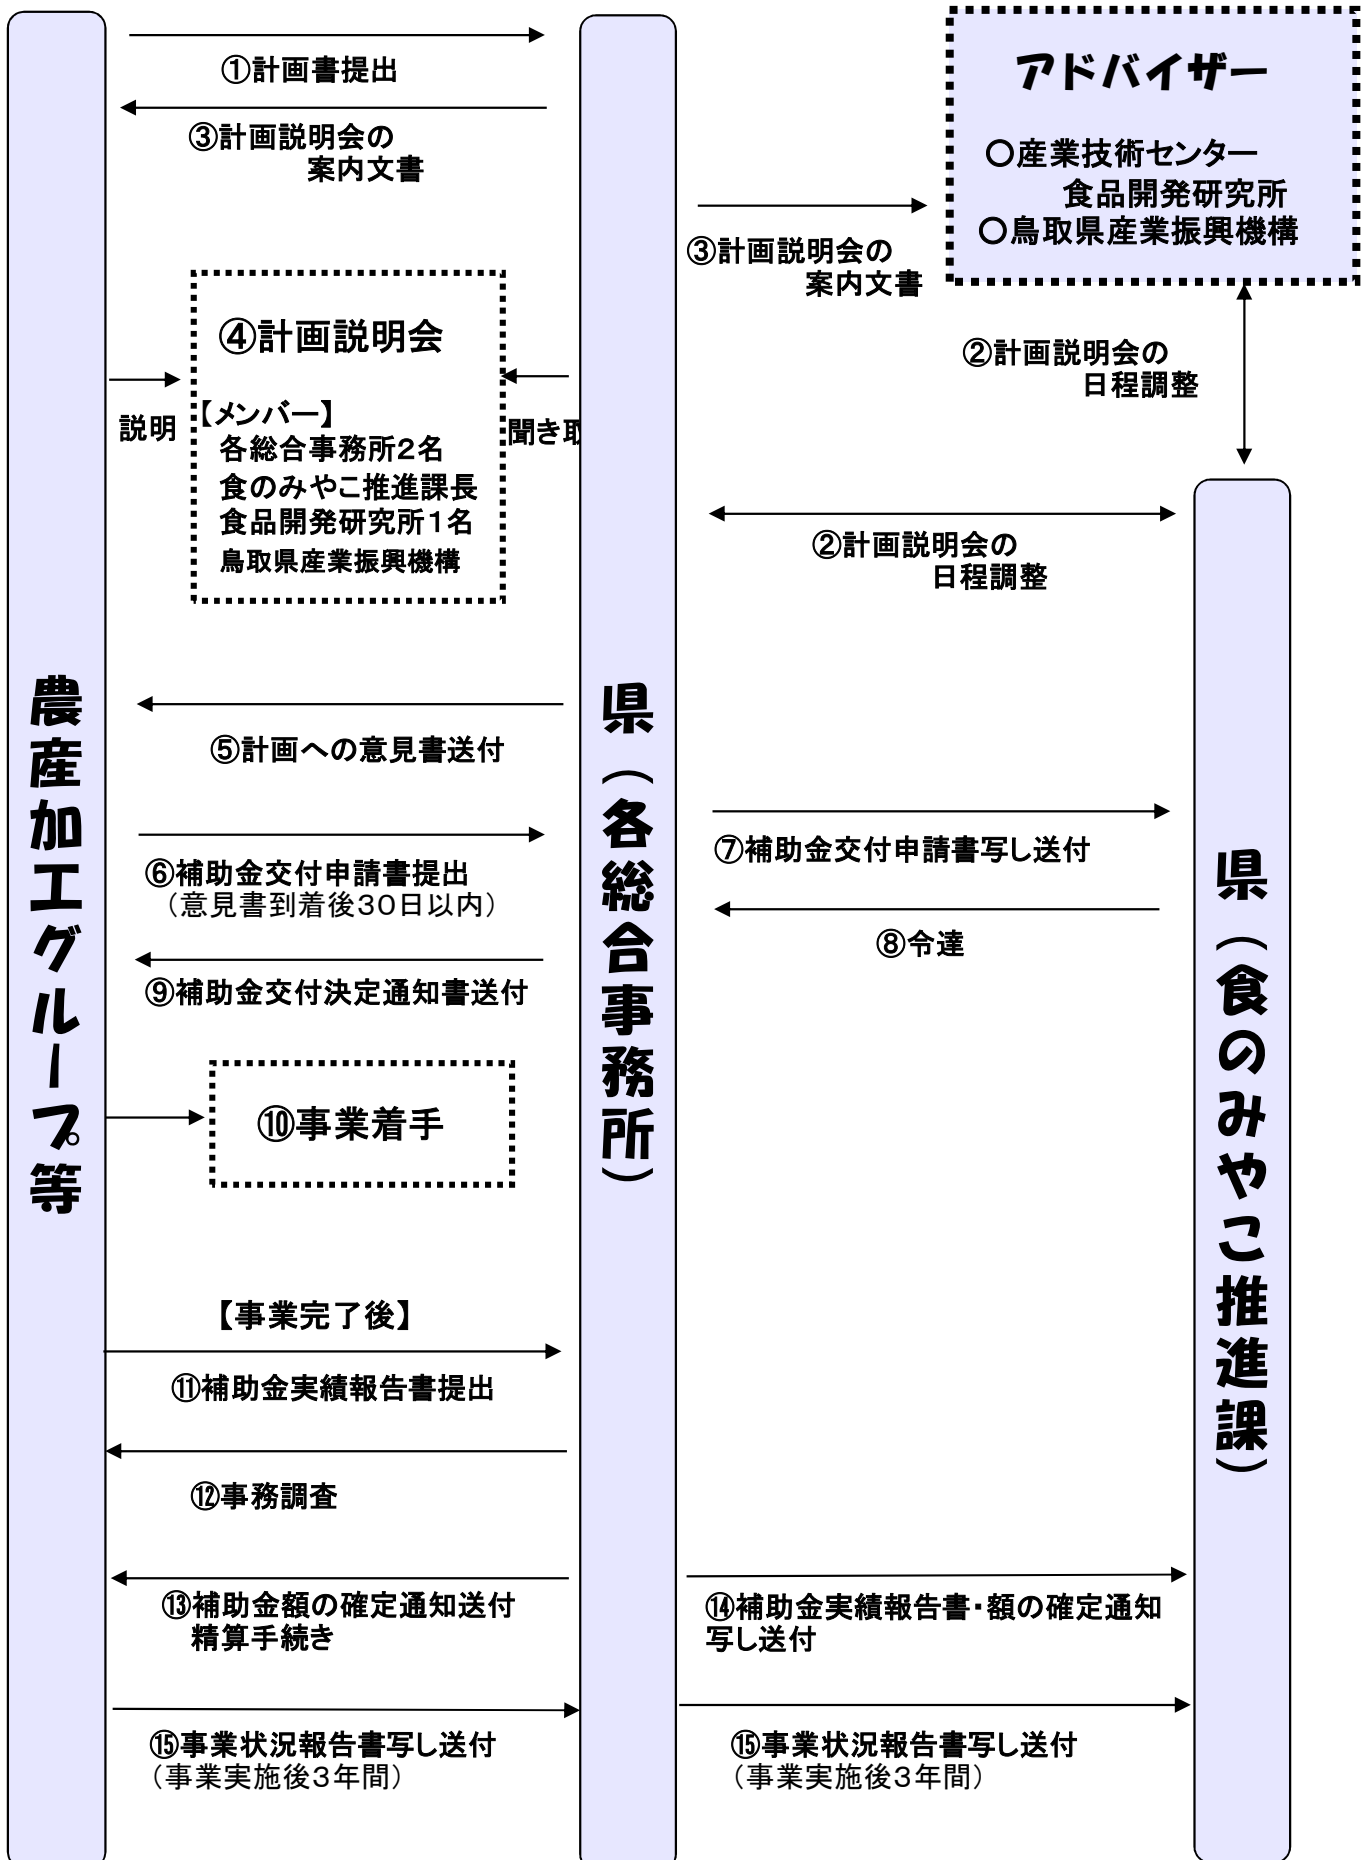 ①計画書提出
③計画説明会の
案内文書
アドバイザー
○産業技術センター
食品開発研究所
○鳥取県産業振興機構
③計画説明会の
案内文書
②計画説明会の
日程調整
④計画説明会
【メンバー】
各総合事務所2名
食のみやこ推進課長
食品開発研究所1名
鳥取県産業振興機構
説明
聞き取
②計画説明会の
日程調整
農産加工グループ等
県（各総合事務所）
県（食のみやこ推進課）
⑤計画への意見書送付
⑥補助金交付申請書提出
（意見書到着後30日以内）
⑦補助金交付申請書写し送付
⑧令達
⑨補助金交付決定通知書送付
⑩事業着手
【事業完了後】
⑪補助金実績報告書提出
⑫事務調査
⑬補助金額の確定通知送付
精算手続き
⑭補助金実績報告書・額の確定通知
写し送付
⑮事業状況報告書写し送付
（事業実施後3年間）
⑮事業状況報告書写し送付
（事業実施後3年間）